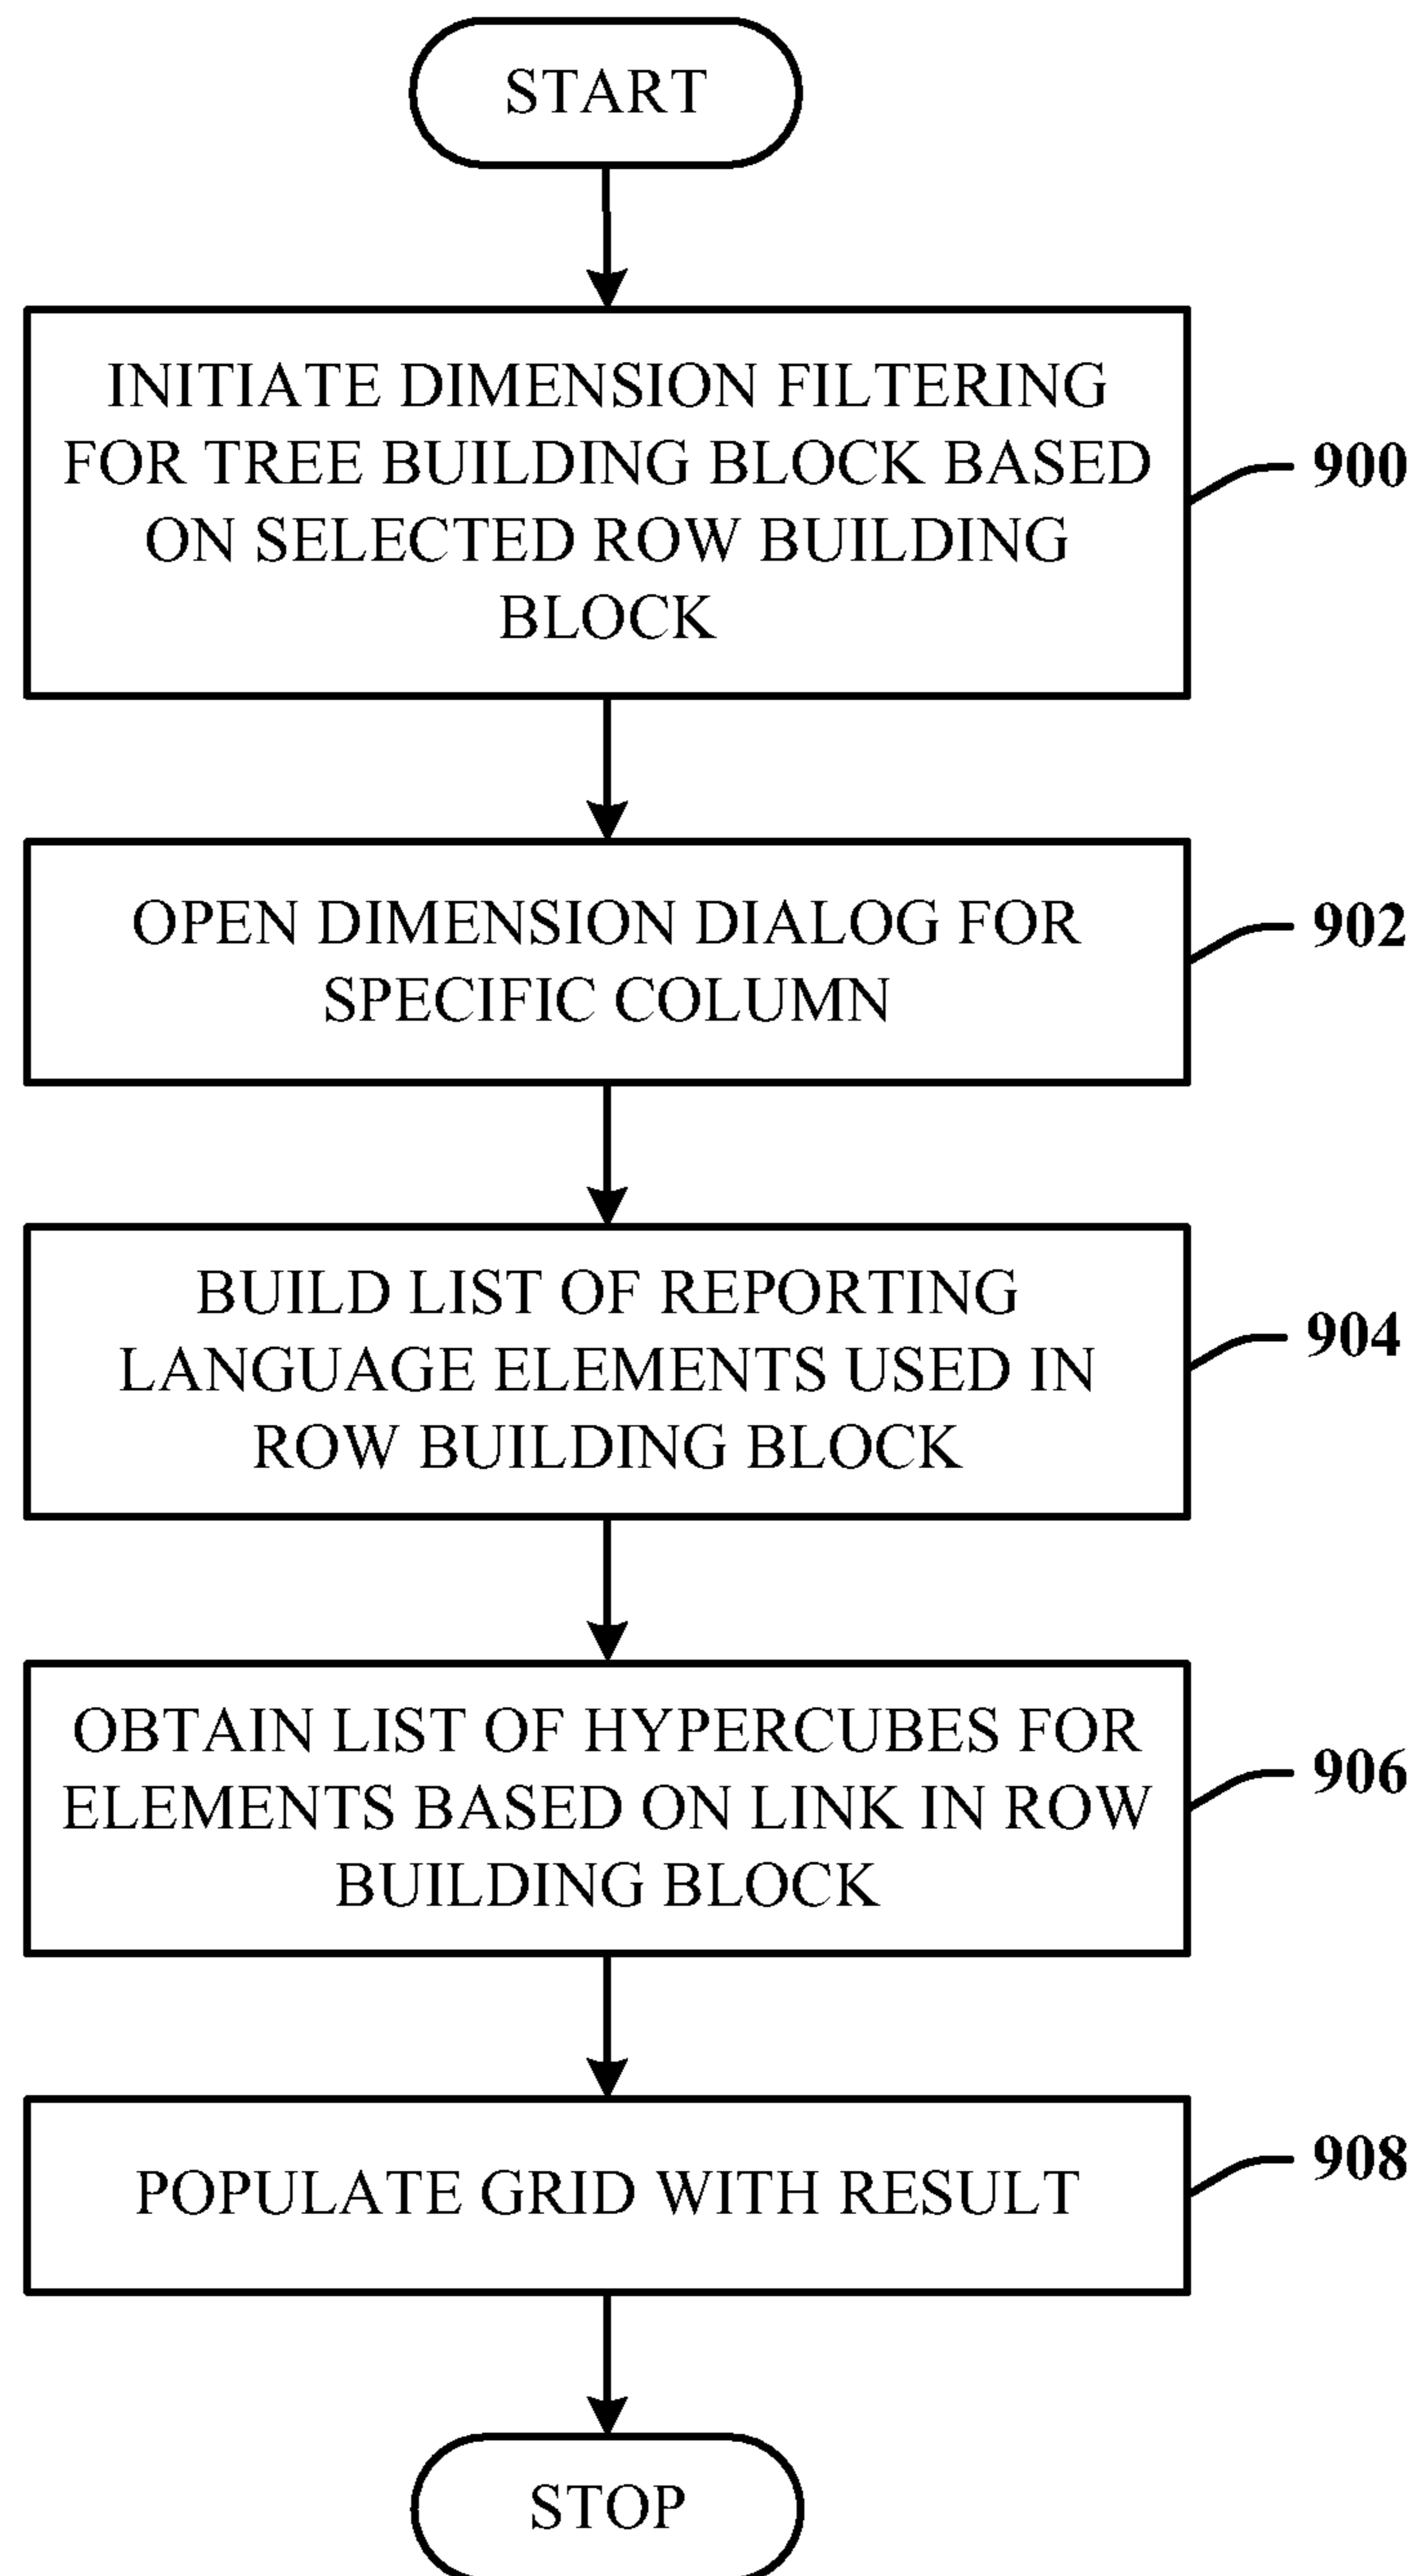 START
INITIATE DIMENSION FILTERING
FOR TREE BUILDING BLOCK BASED
ON SELECTED ROW BUILDING
BLOCK
900
OPEN DIMENSION DIALOG FOR
SPECIFIC COLUMN
902
BUILD LIST OF REPORTING
LANGUAGE ELEMENTS USED IN
ROW BUILDING BLOCK
904
OBTAIN LIST OF HYPERCUBES FOR
ELEMENTS BASED ON LINK IN ROW
BUILDING BLOCK
906
POPULATE GRID WITH RESULT
908
STOP